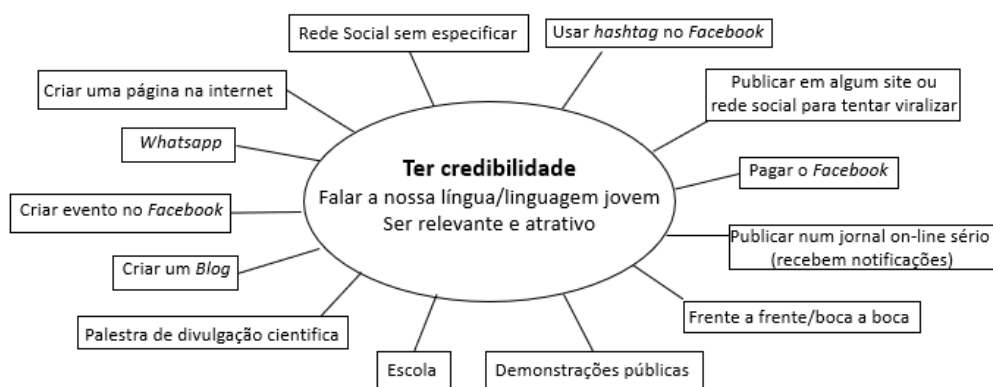 Rede Social sem especificar
Usar hashtag no Facebook
Criar uma página na internet
Publicar em algum site ou
rede social para tentar viralizar
Whatsapp
Ter credibilidade
Falar a nossa língua/linguagem jovem
Ser relevante e atrativo
Pagar o Facebook
Criar evento no Facebook
Publicar num jornal on-line sério
(recebem notificações)
Criar um Blog
Frente a frente/boca a boca
Palestra de divulgação cientifica
Escola
Demonstrações públicas